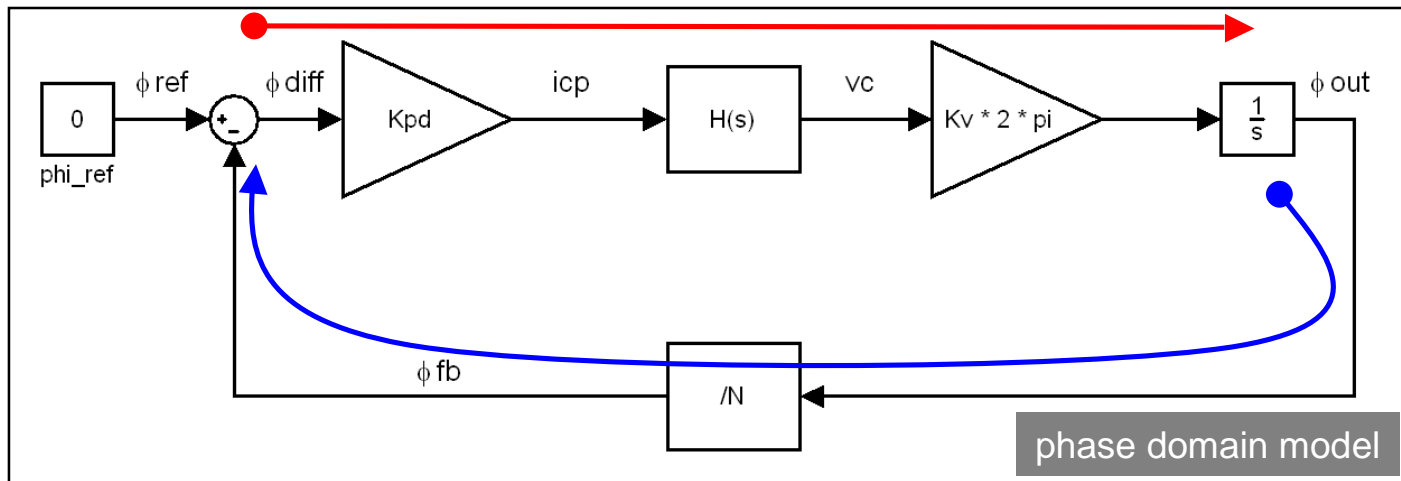 ϕ ref
ϕ diff
icp
vc
ϕ out
0
+
−
Kpd
H(s)
Kv * 2 * pi
1
s
phi_ref
ϕ fb
/N
phase domain model